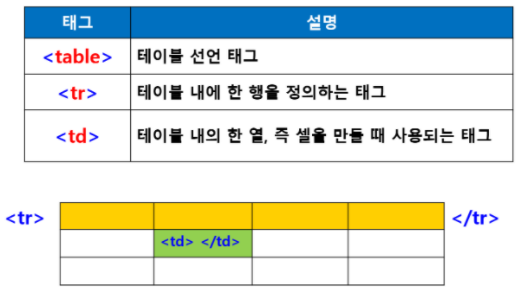 태그 설명
<table> 테이블 선언 태그
<tr> 테이블 내에 한 행을 정의하는 태그
<td> 테이블 내의 한 열, 즉 셀을 만들 때 사용되는 태그
<tr> </tr>
<td> </td>